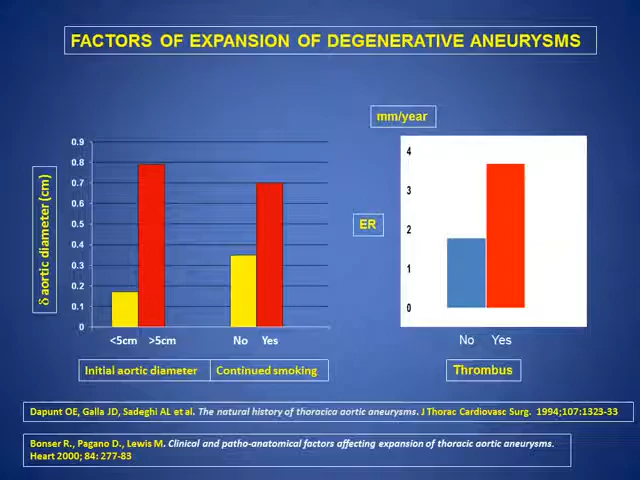 FACTORS OF EXPANSION OF DEGENERATIVE ANEURYSMS
mm/year
δ aortic diameter (cm)
0.9
0.8
0.7
0.6
0.5
0.4
0.3
0.2
0.1
0
<5cm >5cm No Yes
Initial aortic diameter Continued smoking
ER
4
3
2
1
0
No Yes
Thrombus
Dapunt OE, Galla JD, Sadeghi AL et al. The natural history of thoracica aortic aneurysms. J Thorac Cardiovasc Surg. 1994;107:1323-33
Bonser R., Pagano D., Lewis M. Clinical and patho-anatomical factors affecting expansion of thoracic aortic aneurysms.
Heart 2000; 84: 277-83